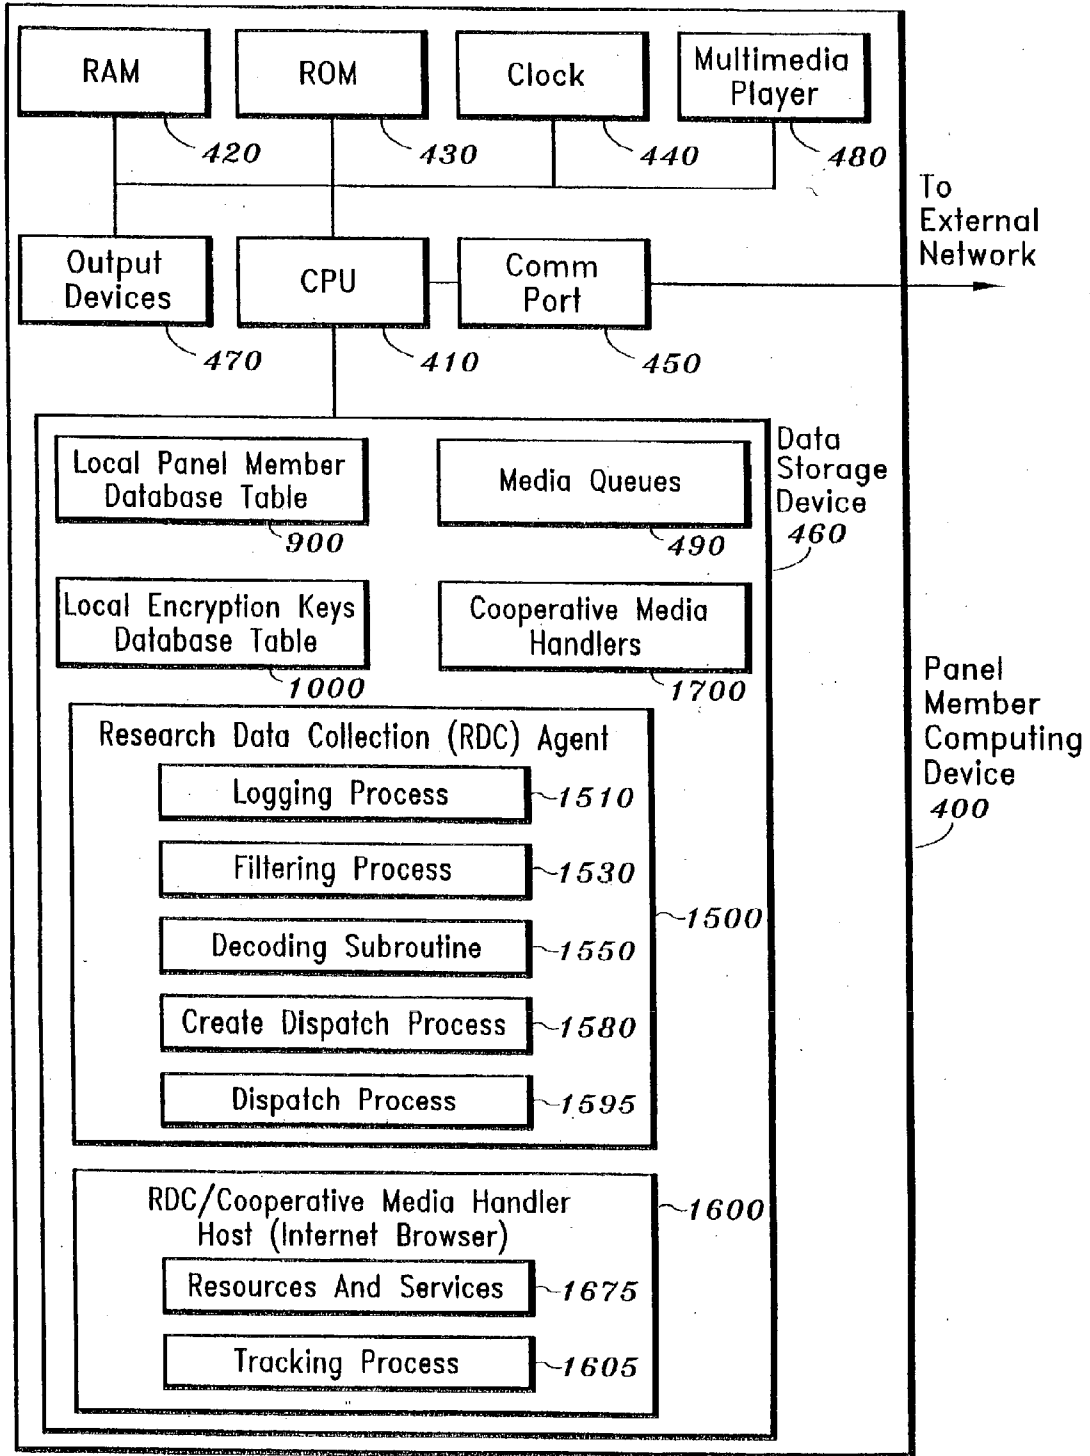 RAM
420
ROM
430
Clock
440
Multimedia
Player
480
To
External
Network
Output
Devices
470
CPU
410
Comm
Port
450
Data
Storage
Device
460
Local Panel Member
Database Table
900
Media Queues
490
Local Encryption Keys
Database Table
1000
Cooperative Media
Handlers
1700
Panel
Member
Computing
Device
400
Research Data Collection (RDC) Agent
Logging Process
1510
Filtering Process
1530
Decoding Subroutine
1550
Create Dispatch Process
1580
Dispatch Process
1595
1500
RDC/Cooperative Media Handler
Host (Internet Browser)
1600
Resources And Services
1675
Tracking Process
1605